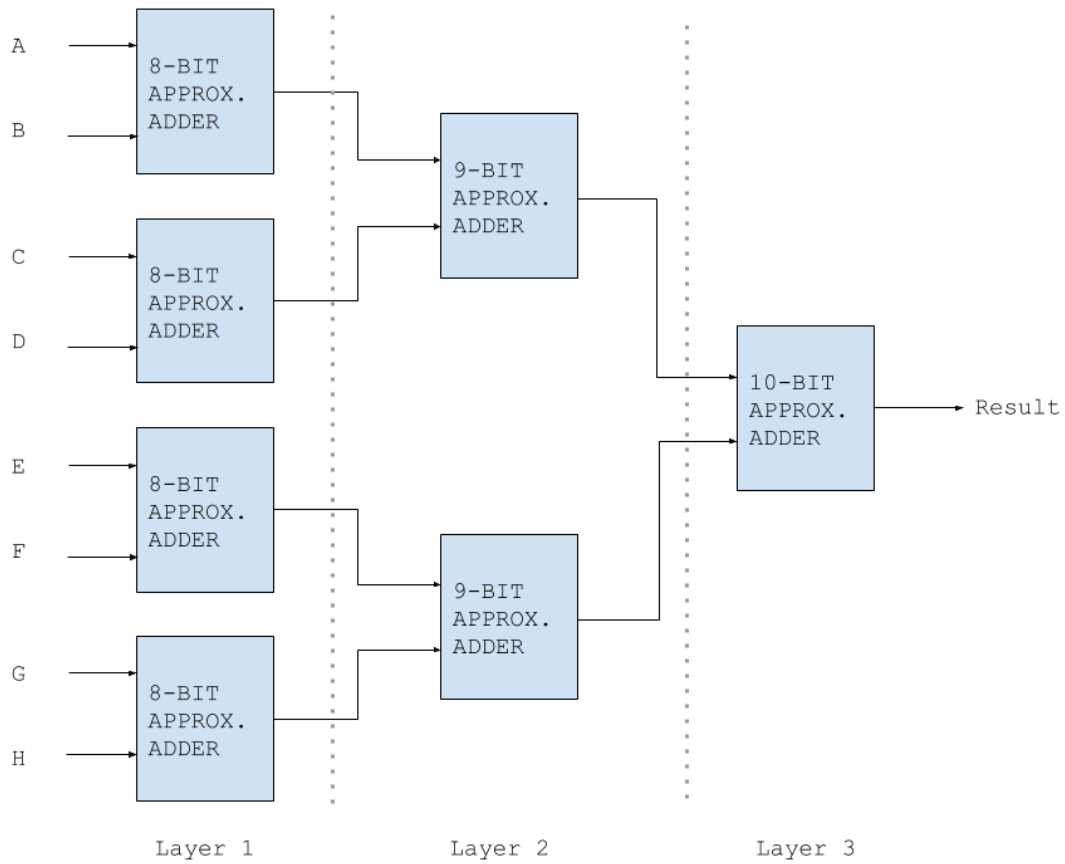 A
8-BIT
APPROX.
ADDER
B
C
8-BIT
APPROX.
ADDER
D
E
8-BIT
APPROX.
ADDER
F
G
8-BIT
APPROX.
ADDER
H
9-BIT
APPROX.
ADDER
9-BIT
APPROX.
ADDER
10-BIT
APPROX.
ADDER
Result
Layer 1
Layer 2
Layer 3